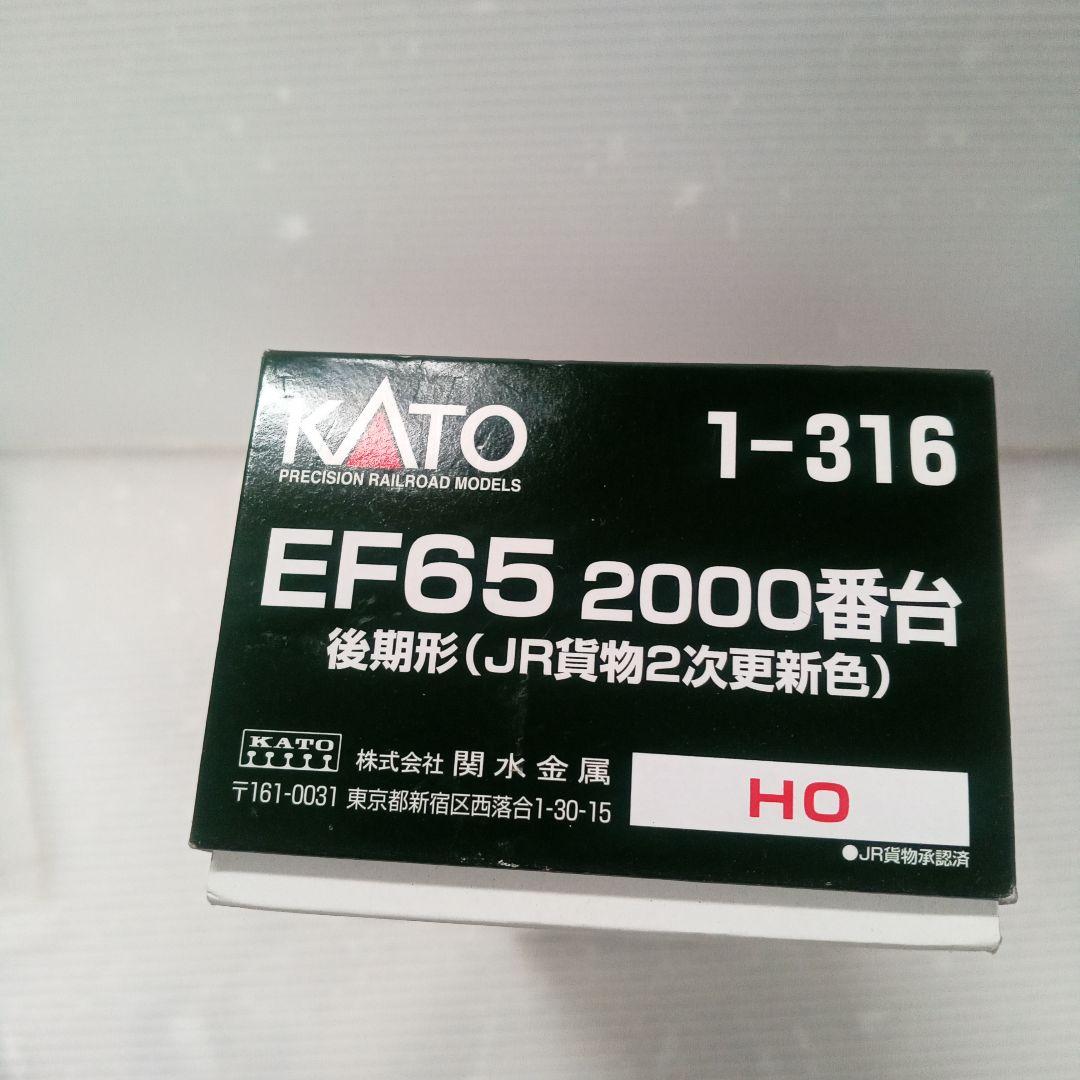 KATO 1-316
PRECISION RAILROAD MODELS
EF65 2000番台
後期形(JR貨物2次更新色)
KATO 株式会社 関水金属
〒161-0031 東京都新宿区西落合1-30-15
HO
●JR貨物承認済